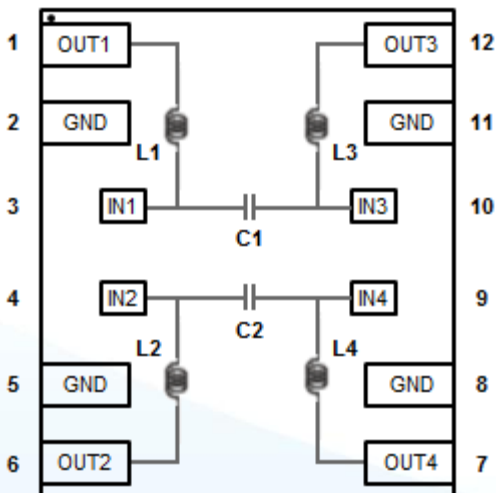 1 OUT1 OUT3 12
2 GND GND 11
L1 L3
3 IN1 IN3 10
C1
4 IN2 IN4 9
C2
L2 L4
5 GND GND 8
6 OUT2 OUT4 7